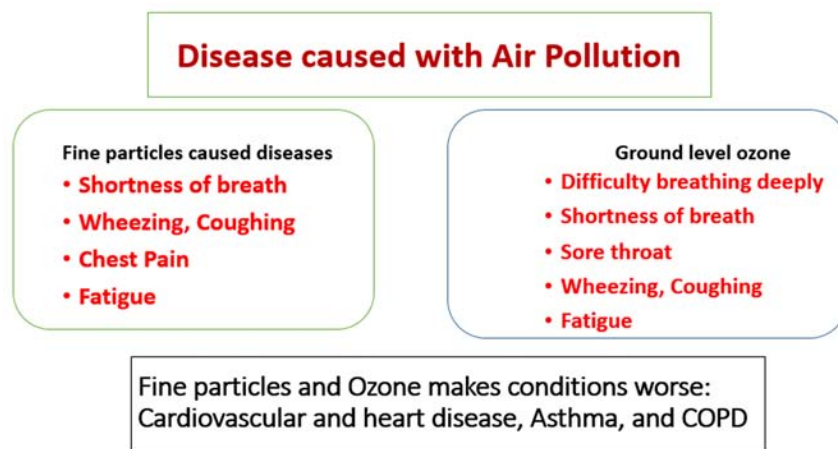 Disease caused with Air Pollution
Fine particles caused diseases
• Shortness of breath
• Wheezing, Coughing
• Chest Pain
• Fatigue
Ground level ozone
• Difficulty breathing deeply
• Shortness of breath
• Sore throat
• Wheezing, Coughing
• Fatigue
Fine particles and Ozone makes conditions worse:
Cardiovascular and heart disease, Asthma, and COPD